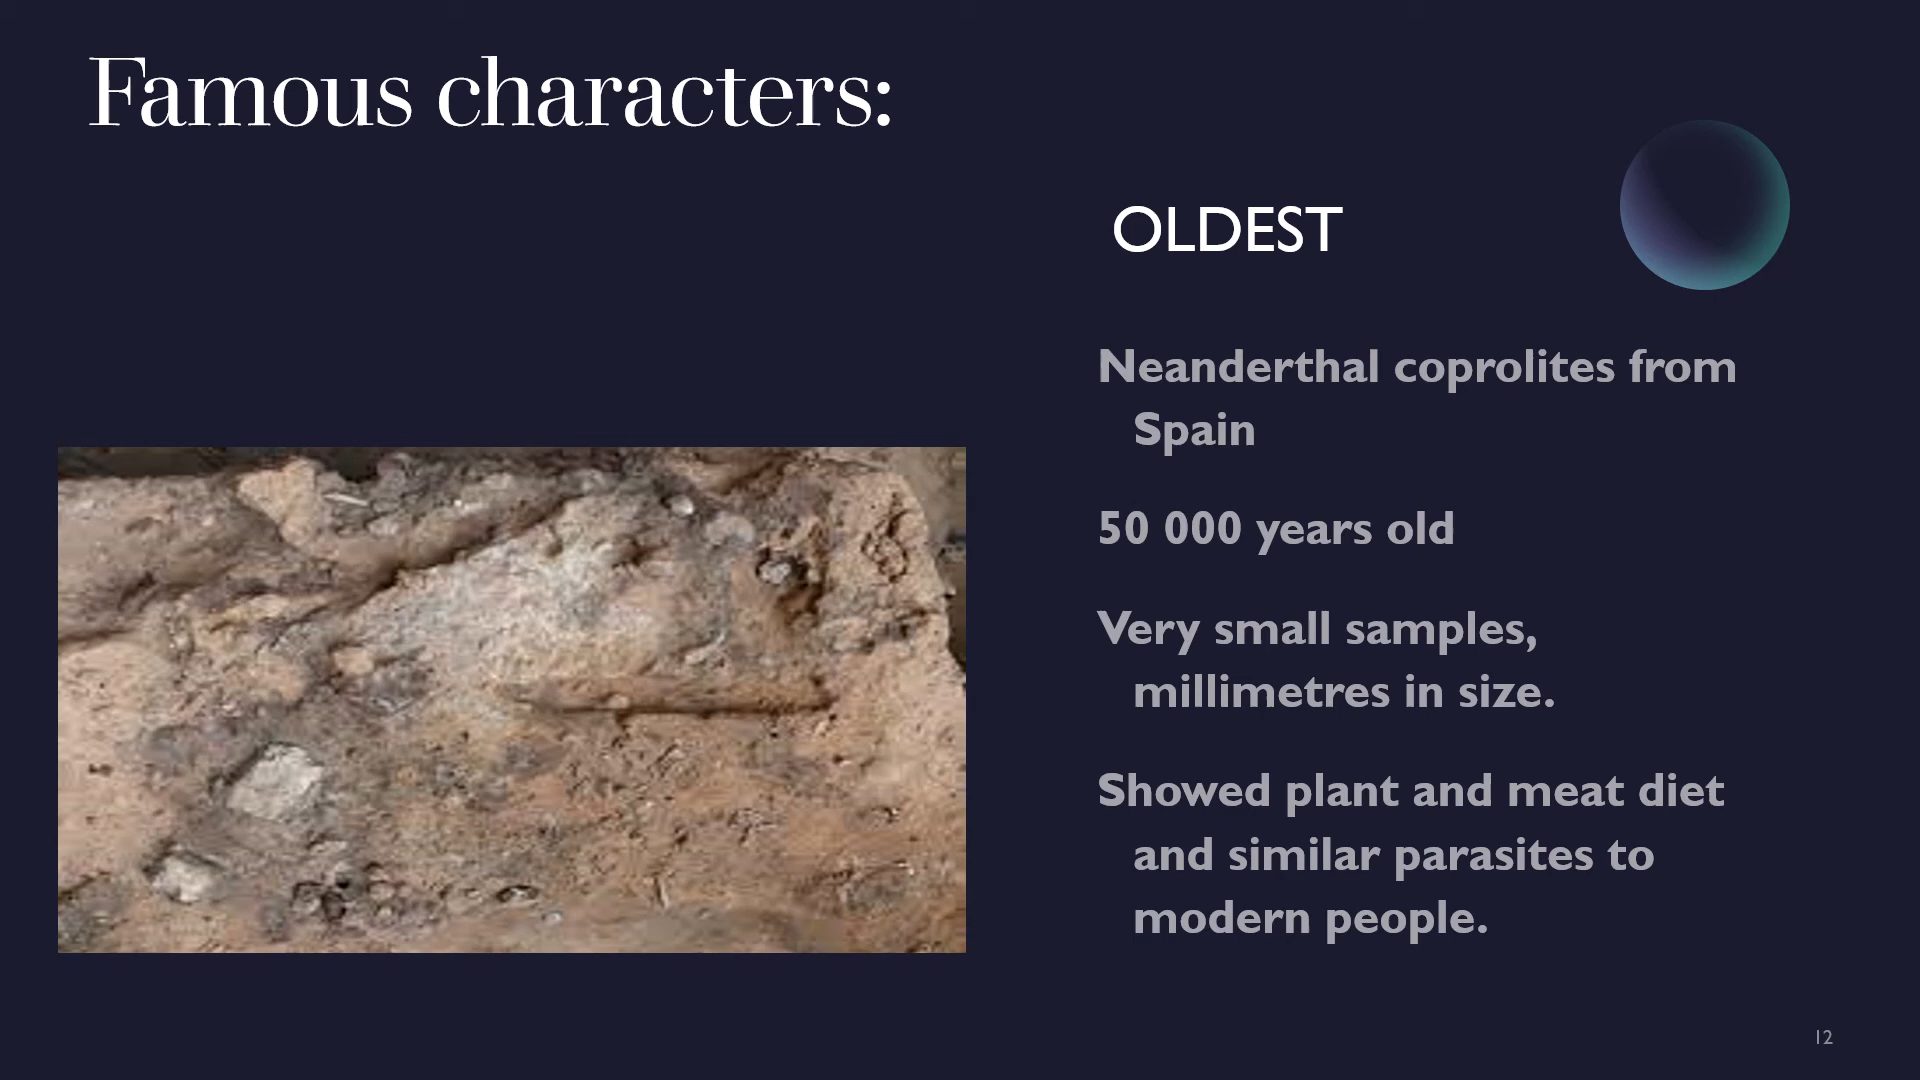 Famous characters:
OLDEST
Neanderthal coprolites from
Spain
50 000 years old
Very small samples,
millimetres in size.
Showed plant and meat diet
and similar parasites to
modern people.
12